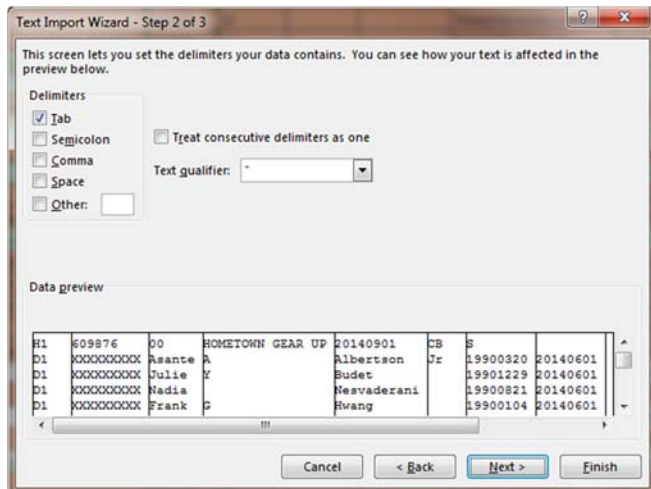 Text Import Wizard - Step 2 of 3
This screen lets you set the delimiters your data contains. You can see how your text is affected in the
preview below.
Delimiters
Tab
Semicolon
Comma
Space
Other:
Treat consecutive delimiters as one
Text qualifier: "
Data preview
H1 609876 00 HOMETOWN GEAR UP 20140901 CB S
D1 XXXXXXXXX Asante A Albertson Jr 19900320 20140601
D1 XXXXXXXXX Julie Y Budet 19901229 20140601
D1 XXXXXXXXX Nadia Nesvaderani 19900821 20140601
D1 XXXXXXXXX Frank G Hwang 19900104 20140601
Cancel < Back Next > Finish